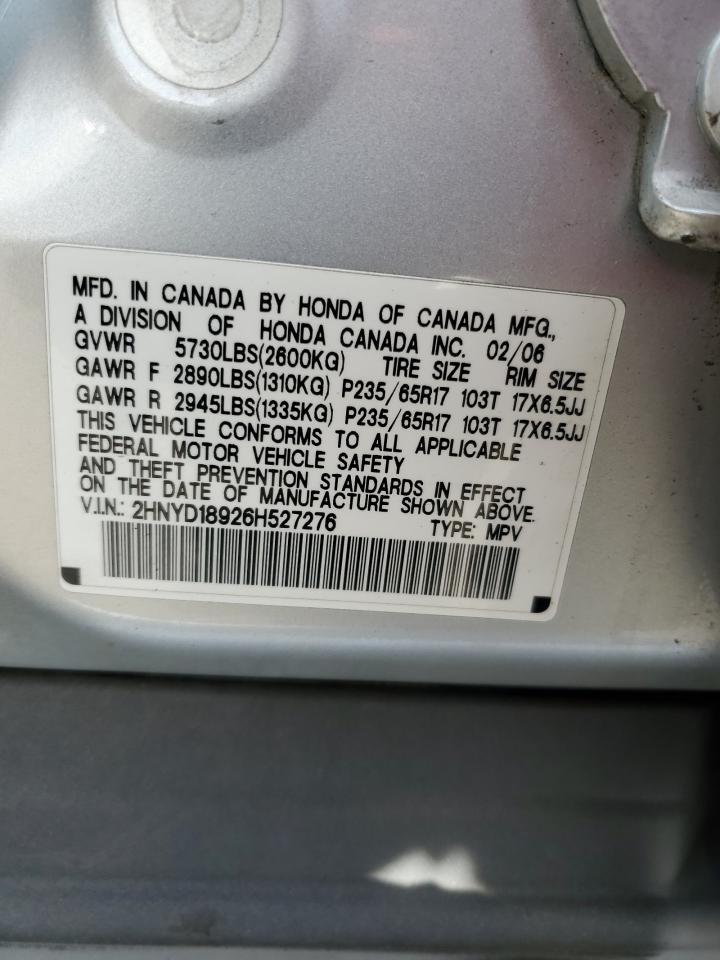 MFD. IN CANADA BY HONDA OF CANADA MFG.,
A DIVISION OF HONDA CANADA INC. 02/06
GVWR 5730LBS(2600KG) TIRE SIZE RIM SIZE
GAWR F 2890LBS(1310KG) P235/65R17 103T 17X6.5JJ
GAWR R 2945LBS(1335KG) P235/65R17 103T 17X6.5JJ
THIS VEHICLE CONFORMS TO ALL APPLICABLE
FEDERAL MOTOR VEHICLE SAFETY
AND THEFT PREVENTION STANDARDS IN EFFECT
ON THE DATE OF MANUFACTURE SHOWN ABOVE.
V.I.N.: 2HNYD18926H527276 TYPE: MPV